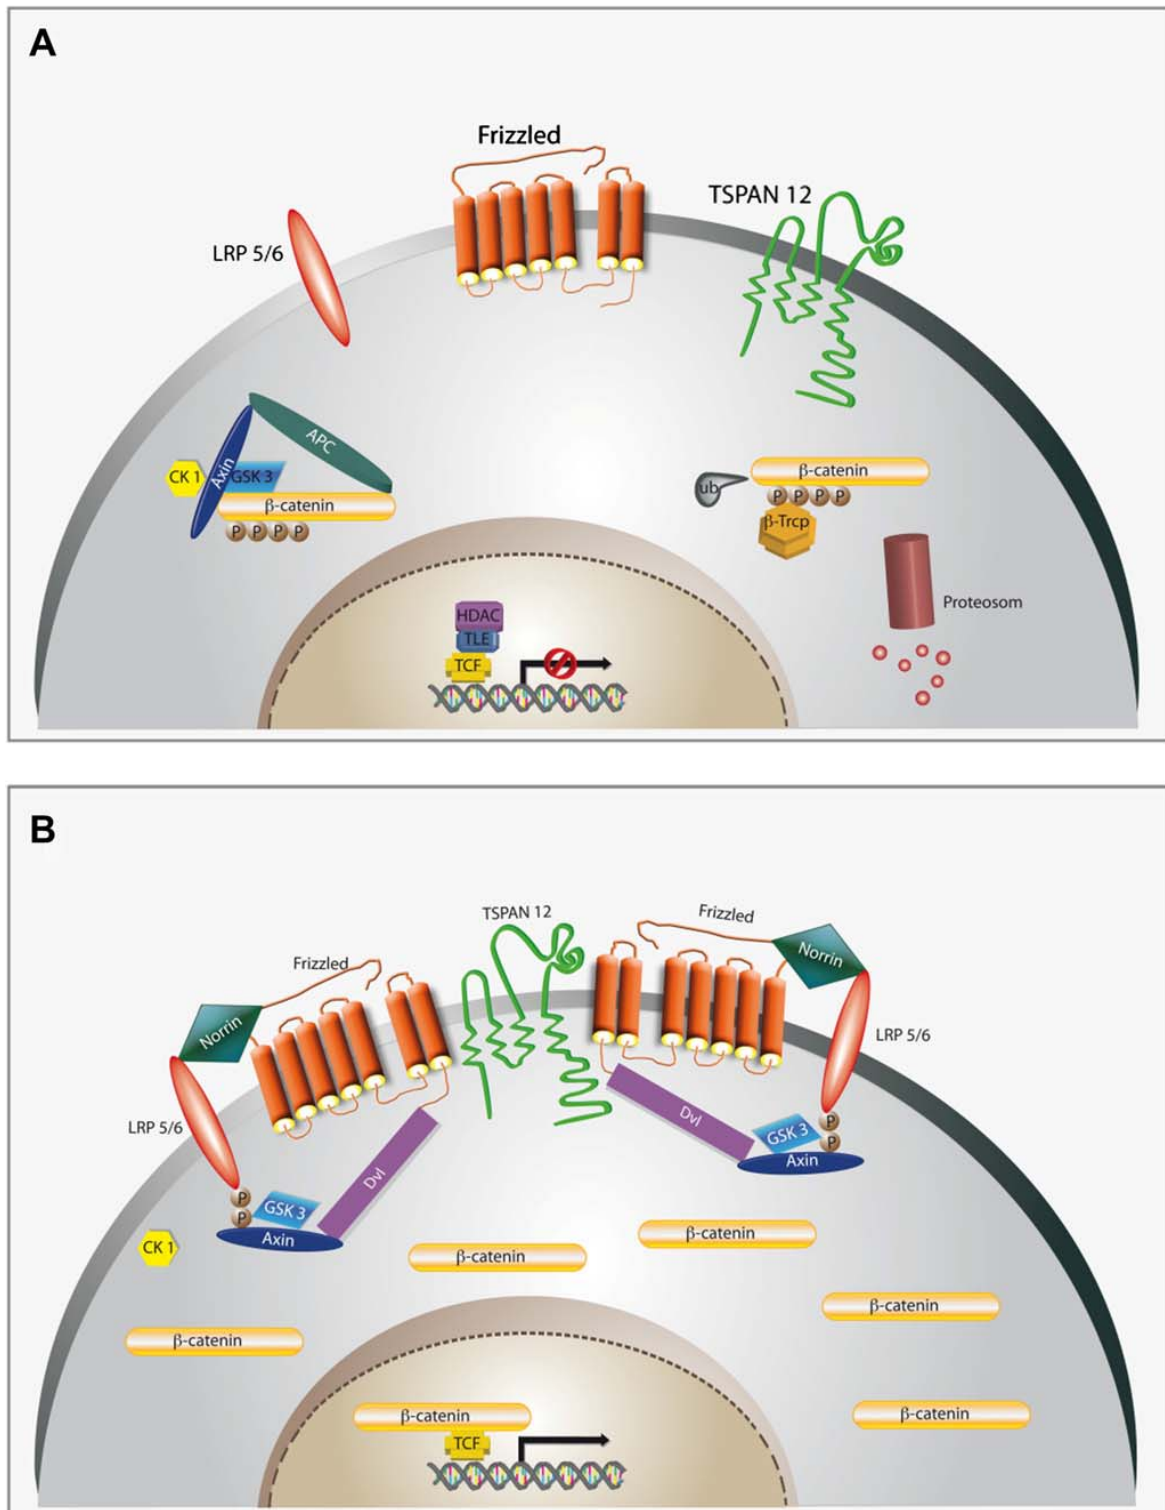 A
Frizzled
TSPAN 12
LRP 5/6
APC
CK 1
Axin
GSK 3
β-catenin
P P P P
ub
β-catenin
P P P P
β-Trcp
Proteosom
HDAC
TLE
TCF
B
TSPAN 12
Frizzled
Norrin
LRP 5/6
Frizzled
Norrin
LRP 5/6
Dvl
P
P
GSK 3
Axin
Dvl
P
P
GSK 3
Axin
CK 1
β-catenin
β-catenin
β-catenin
β-catenin
β-catenin
β-catenin
TCF